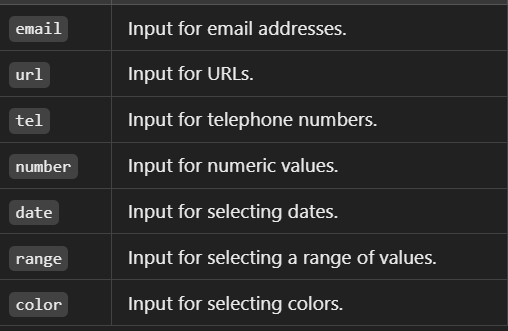 email Input for email addresses.
url Input for URLs.
tel Input for telephone numbers.
number Input for numeric values.
date Input for selecting dates.
range Input for selecting a range of values.
color Input for selecting colors.